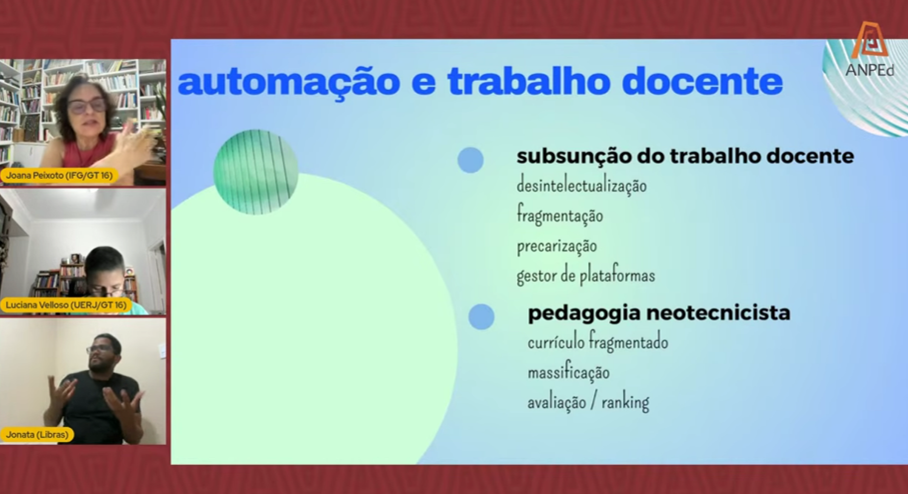 automação e trabalho docente
ANPEd
subsunção do trabalho docente
desintelectualização
fragmentação
precarização
gestor de plataformas
pedagogia neotecnicista
currículo fragmentado
massificação
avaliação / ranking
Joana Peixoto (IFG/GT 16)
Luciana Velloso (UERJ/GT 16)
Jonata (Libras)